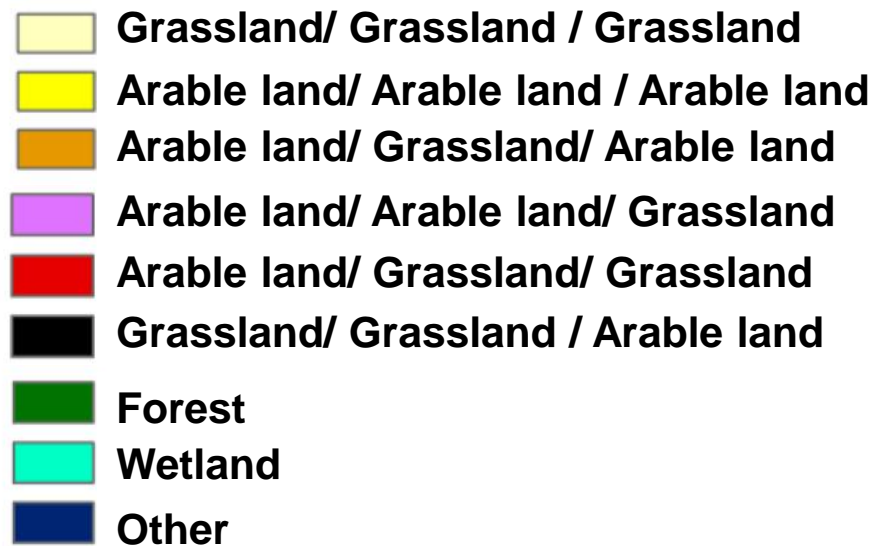 Grassland/ Grassland / Grassland
Arable land/ Arable land / Arable land
Arable land/ Grassland/ Arable land
Arable land/ Arable land/ Grassland
Arable land/ Grassland/ Grassland
Grassland/ Grassland / Arable land
Forest
Wetland
Other